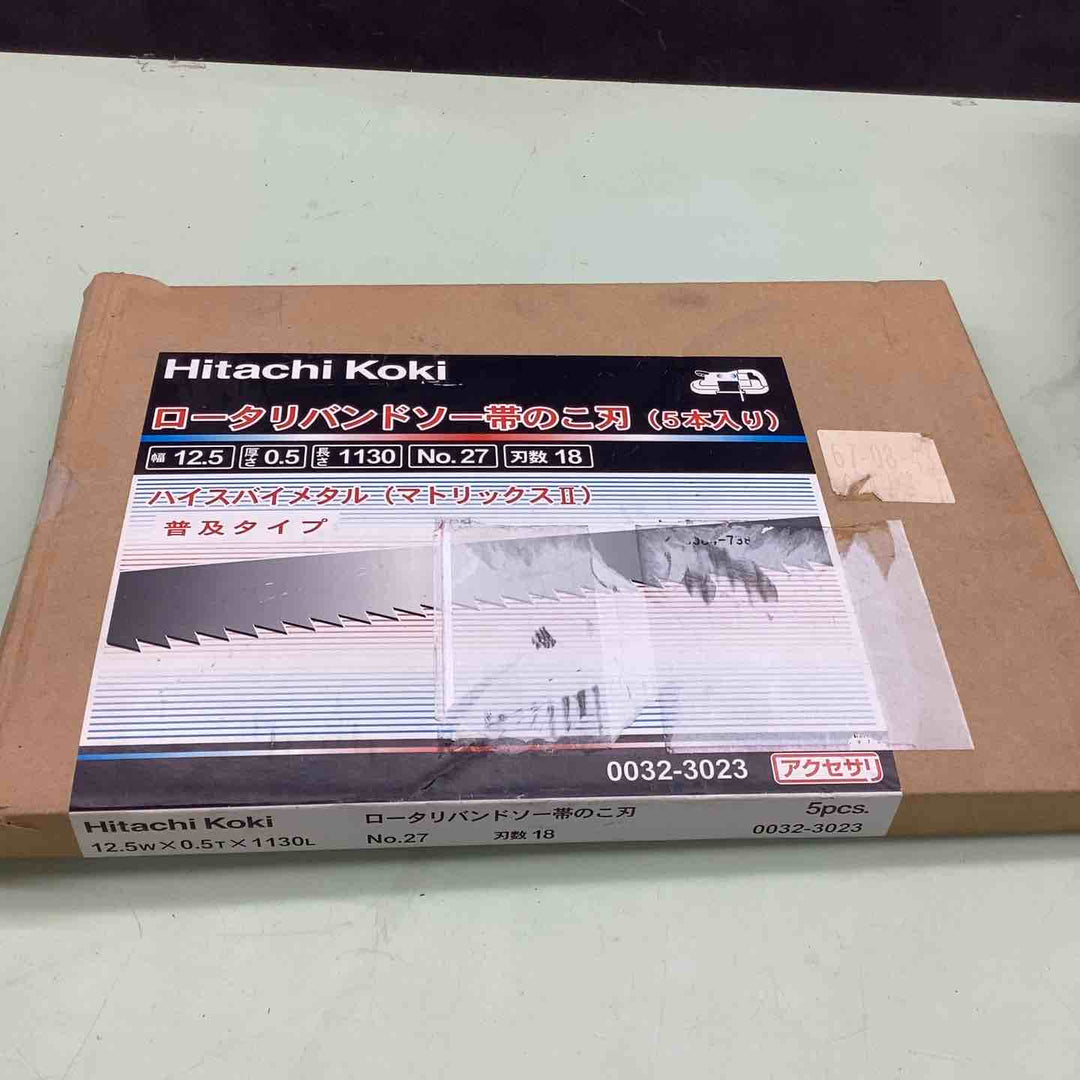 Hitachi Koki
ロータリバンドソー帯のこ刃（5本入り）
幅 12.5 厚さ 0.5 長さ 1130 No.27 刃数 18
ハイスバイメタル（マトリックスII）
普及タイプ
0032-3023 アクセサリ
Hitachi Koki ロータリバンドソー帯のこ刃 5pcs.
12.5W×0.5T×1130L No.27 刃数 18 0032-3023